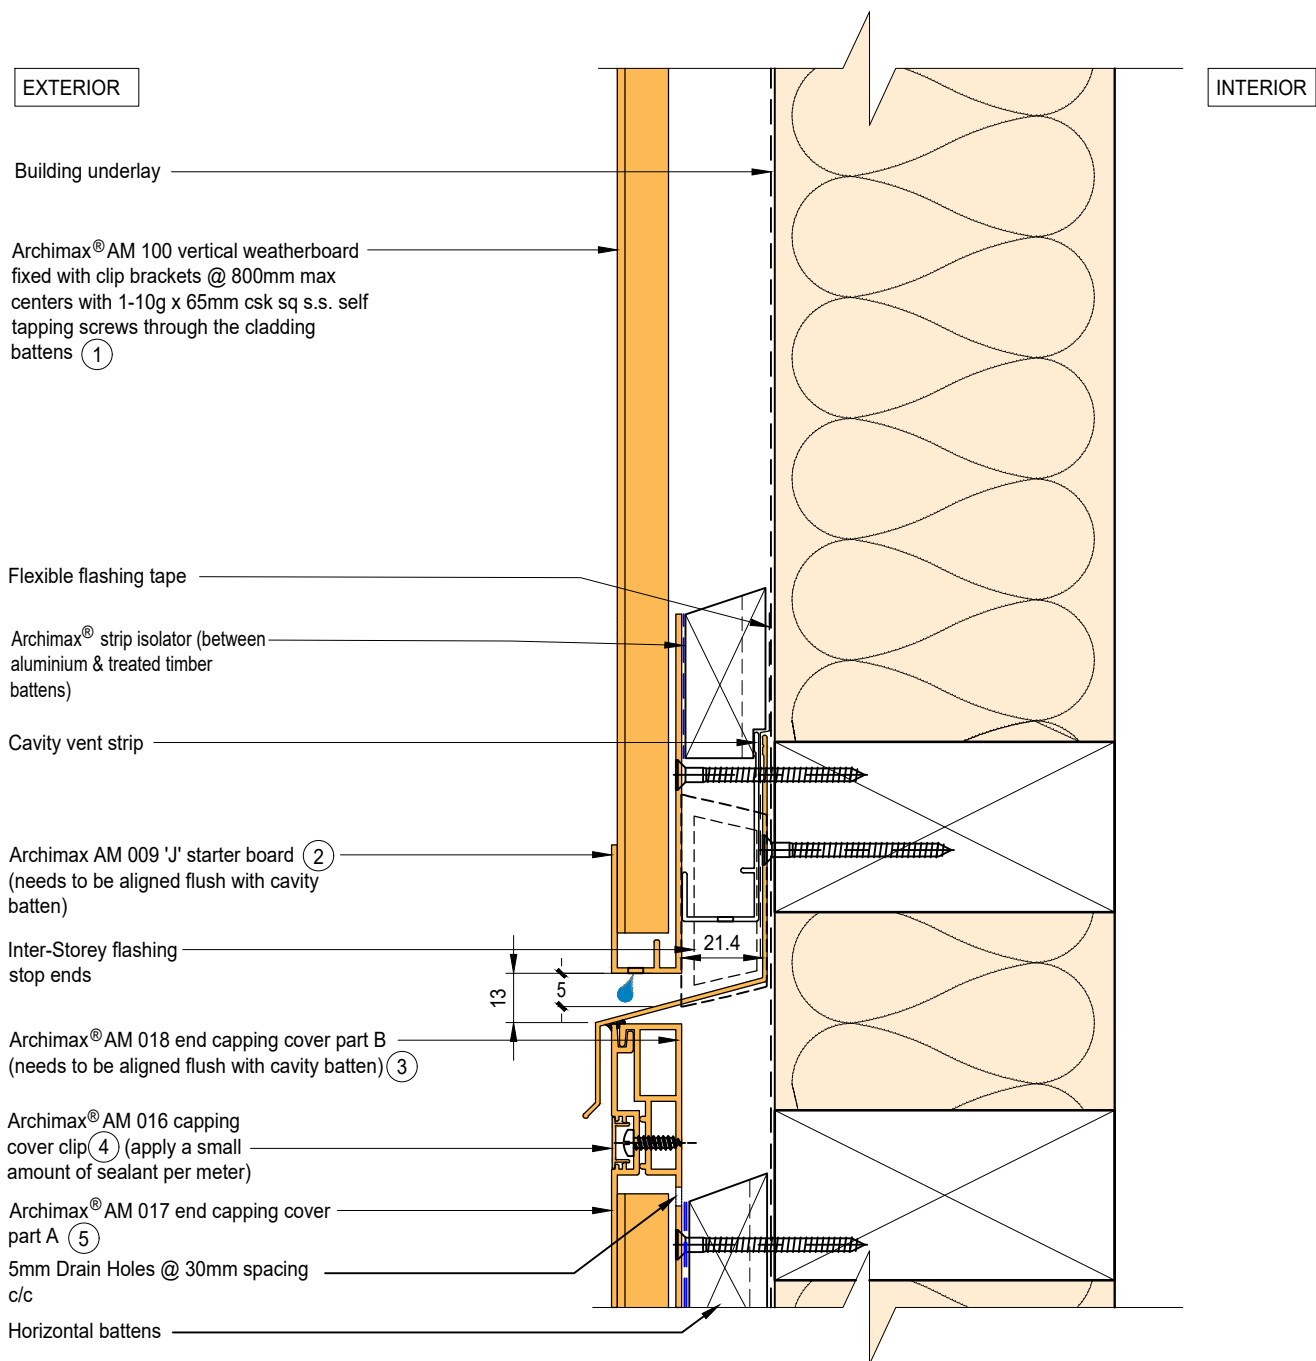 EXTERIOR
INTERIOR
Building underlay
Archimax® AM 100 vertical weatherboard
fixed with clip brackets @ 800mm max
centers with 1-10g x 65mm csk sq s.s. self
tapping screws through the cladding
battens 1
Flexible flashing tape
Archimax® strip isolator (between
aluminium & treated timber
battens)
Cavity vent strip
Archimax AM 009 'J' starter board 2
(needs to be aligned flush with cavity
batten)
Inter-Storey flashing
stop ends
21.4
13
5
Archimax® AM 018 end capping cover part B
(needs to be aligned flush with cavity batten) 3
Archimax® AM 016 capping
cover clip 4 (apply a small
amount of sealant per meter)
Archimax® AM 017 end capping cover
part A 5
5mm Drain Holes @ 30mm spacing
c/c
Horizontal battens